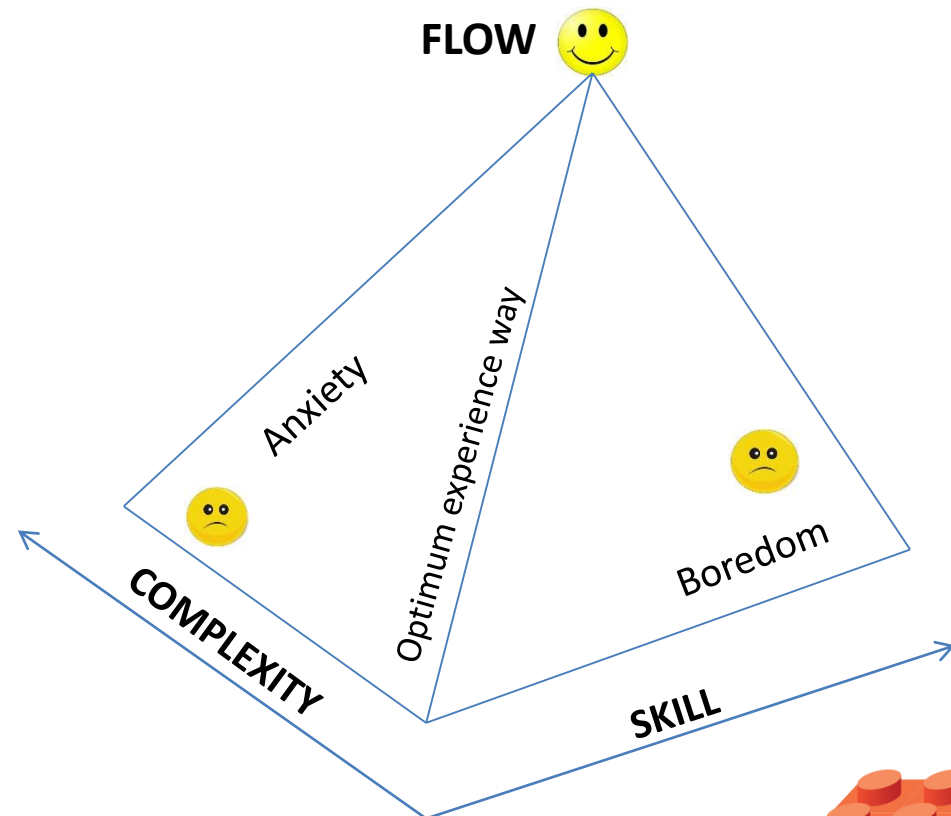 FLOW
Anxiety
Optimum experience way
Boredom
COMPLEXITY
SKILL